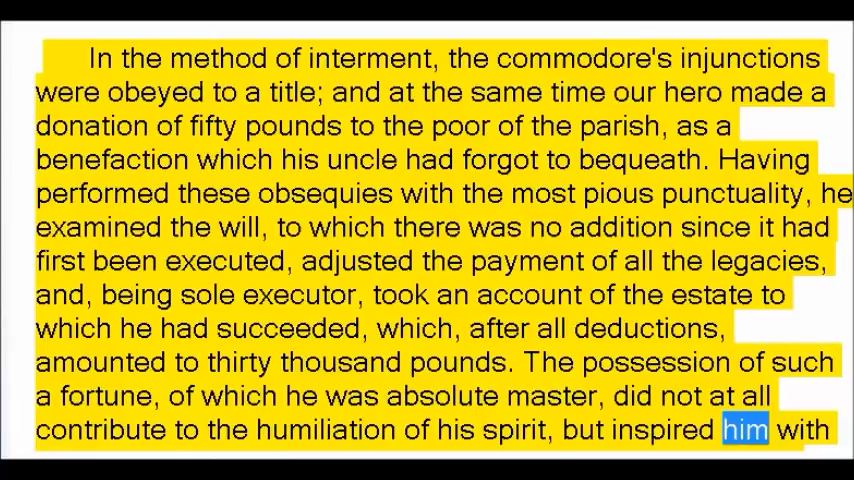 In the method of interment, the commodore's injunctions
were obeyed to a title; and at the same time our hero made a
donation of fifty pounds to the poor of the parish, as a
benefaction which his uncle had forgot to bequeath. Having
performed these obsequies with the most pious punctuality, he
examined the will, to which there was no addition since it had
first been executed, adjusted the payment of all the legacies,
and, being sole executor, took an account of the estate to
which he had succeeded, which, after all deductions,
amounted to thirty thousand pounds. The possession of such
a fortune, of which he was absolute master, did not at all
contribute to the humiliation of his spirit, but inspired him with